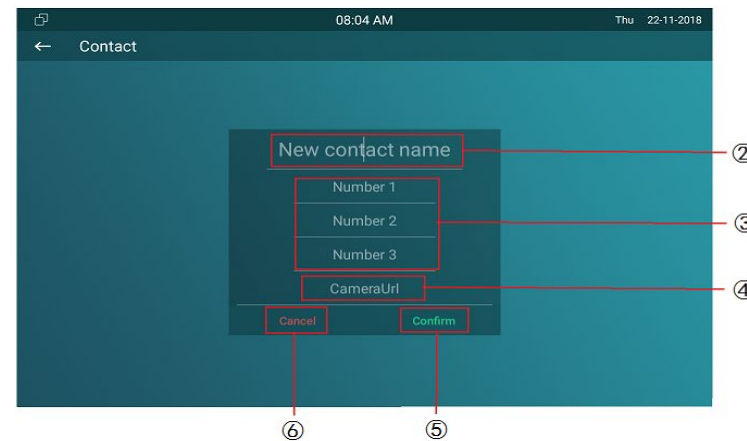 08:04 AM Thu 22-11-2018
← Contact
New contact name ②
Number 1
Number 2 ③
Number 3
CameraUrl ④
Cancel Confirm
⑥ ⑤